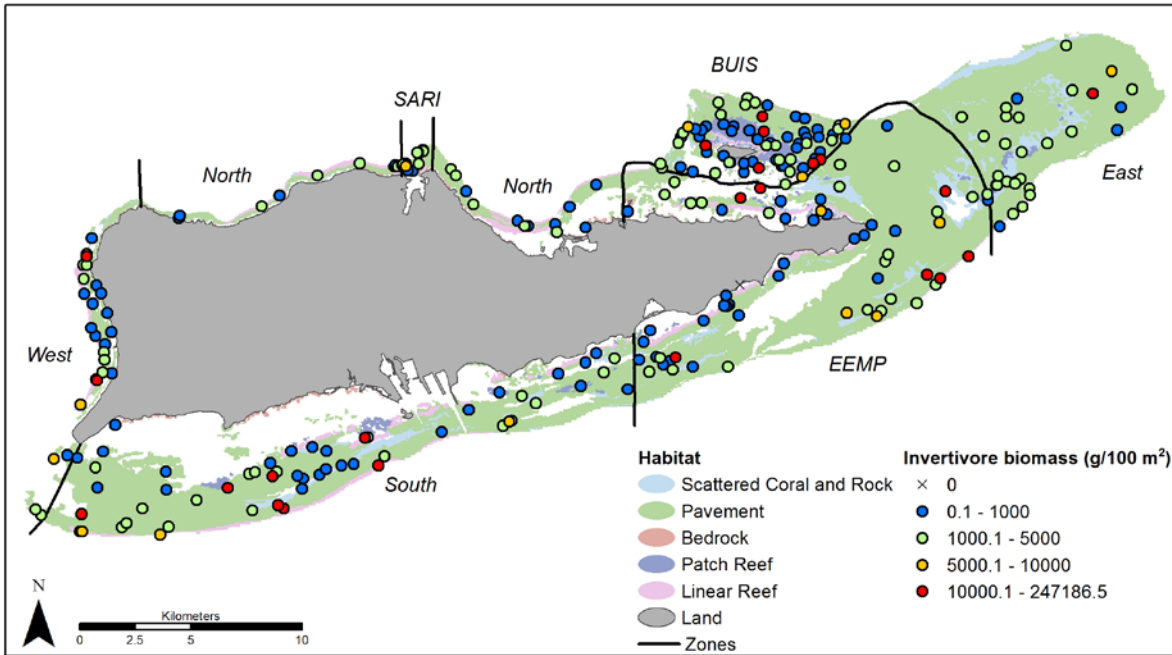 BUIS
SARI
North
North
East
West
EEMP
South
Habitat
Scattered Coral and Rock
Pavement
Bedrock
Patch Reef
Linear Reef
Land
Zones
Invertivore biomass (g/100 m²)
0
0.1 - 1000
1000.1 - 5000
5000.1 - 10000
10000.1 - 247186.5
N
Kilometers
0 2.5 5 10